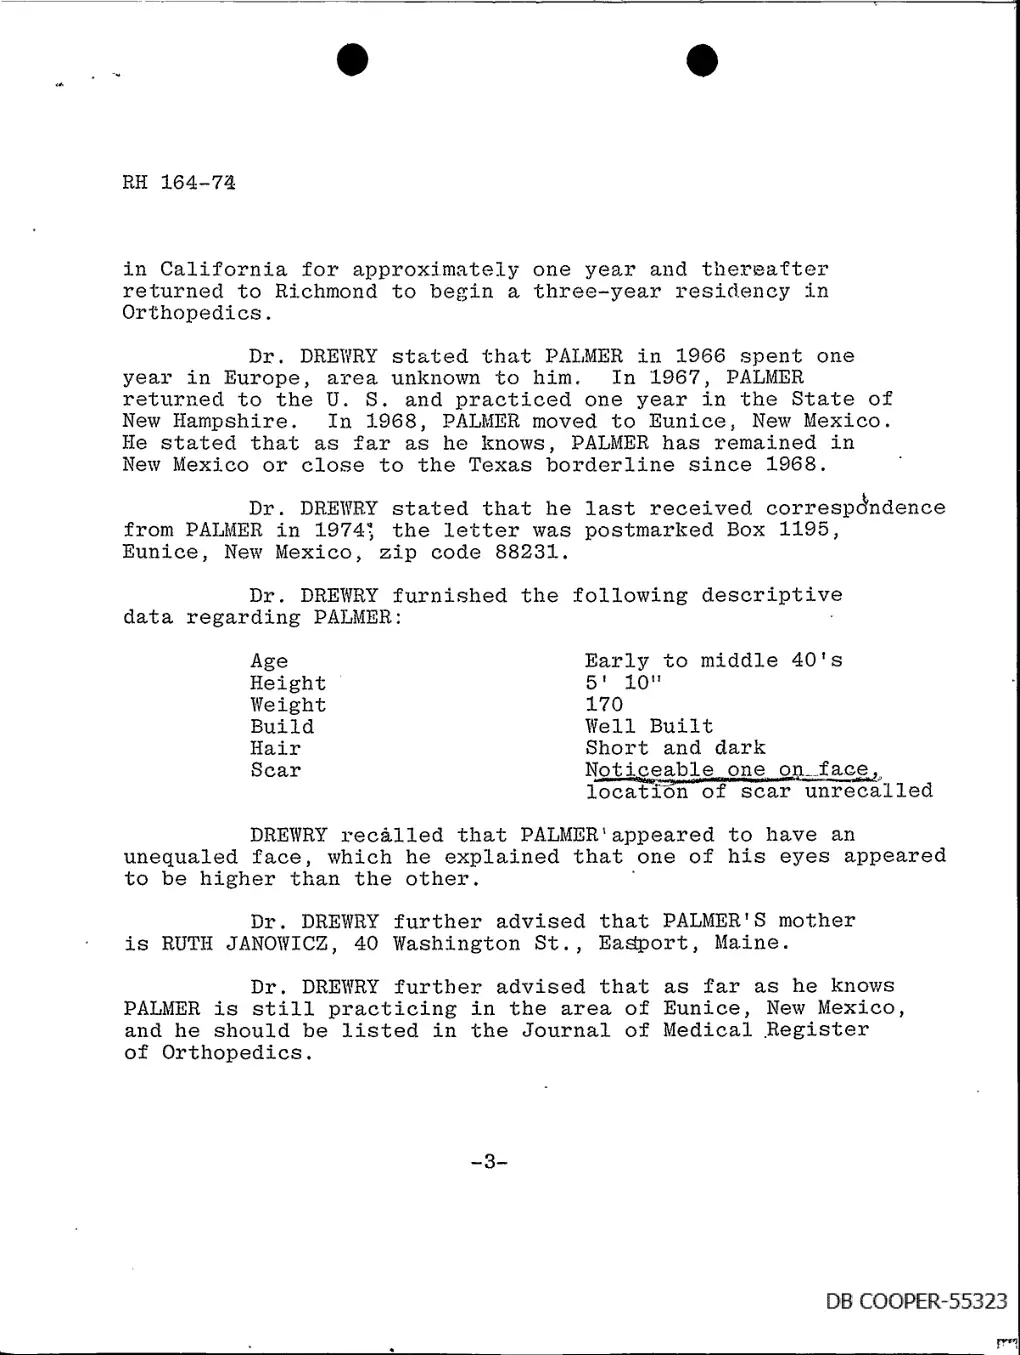 RH 164-74
in California for approximately one year and thereafter
returned to Richmond to begin a three-year residency in
Orthopedics.
Dr. DREWRY stated that PALMER in 1966 spent one
year in Europe, area unknown to him. In 1967, PALMER
returned to the U. S. and practiced one year in the State of
New Hampshire. In 1968, PALMER moved to Eunice, New Mexico.
He stated that as far as he knows, PALMER has remained in
New Mexico or close to the Texas borderline since 1968.
Dr. DREWRY stated that he last received correspondence
from PALMER in 1974; the letter was postmarked Box 1195,
Eunice, New Mexico, zip code 88231.
Dr. DREWRY furnished the following descriptive
data regarding PALMER:
Age Early to middle 40's
Height 5' 10"
Weight 170
Build Well Built
Hair Short and dark
Scar Noticeable one on face,
location of scar unrecalled
DREWRY recalled that PALMER appeared to have an
unequaled face, which he explained that one of his eyes appeared
to be higher than the other.
Dr. DREWRY further advised that PALMER'S mother
is RUTH JANOWICZ, 40 Washington St., Eastport, Maine.
Dr. DREWRY further advised that as far as he knows
PALMER is still practicing in the area of Eunice, New Mexico,
and he should be listed in the Journal of Medical Register
of Orthopedics.
-3-
DB COOPER-55323